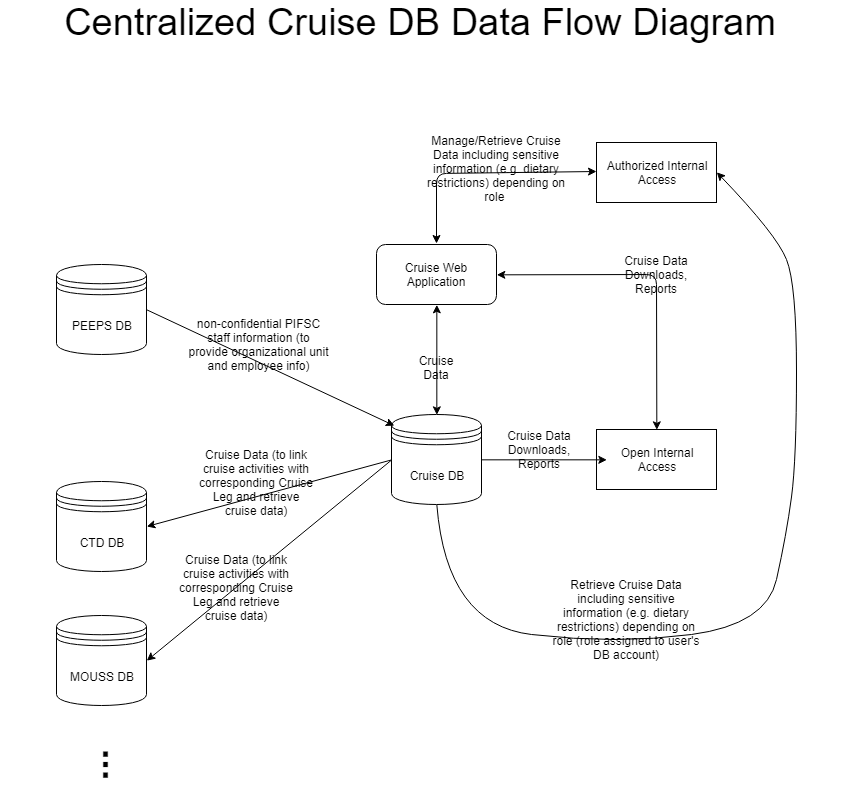 Centralized Cruise DB Data Flow Diagram
Manage/Retrieve Cruise
Data including sensitive
information (e.g. dietary
restrictions) depending on
role
Authorized Internal
Access
Cruise Web
Application
Cruise Data
Downloads,
Reports
PEEPS DB
non-confidential PIFSC
staff information (to
provide organizational unit
and employee info)
Cruise
Data
Cruise Data (to link
cruise activities with
corresponding Cruise
Leg and retrieve
cruise data)
Cruise DB
Cruise Data
Downloads,
Reports
Open Internal
Access
CTD DB
Cruise Data (to link
cruise activities with
corresponding Cruise
Leg and retrieve
cruise data)
Retrieve Cruise Data
including sensitive
information (e.g. dietary
restrictions) depending on
role (role assigned to user's
DB account)
MOUSS DB